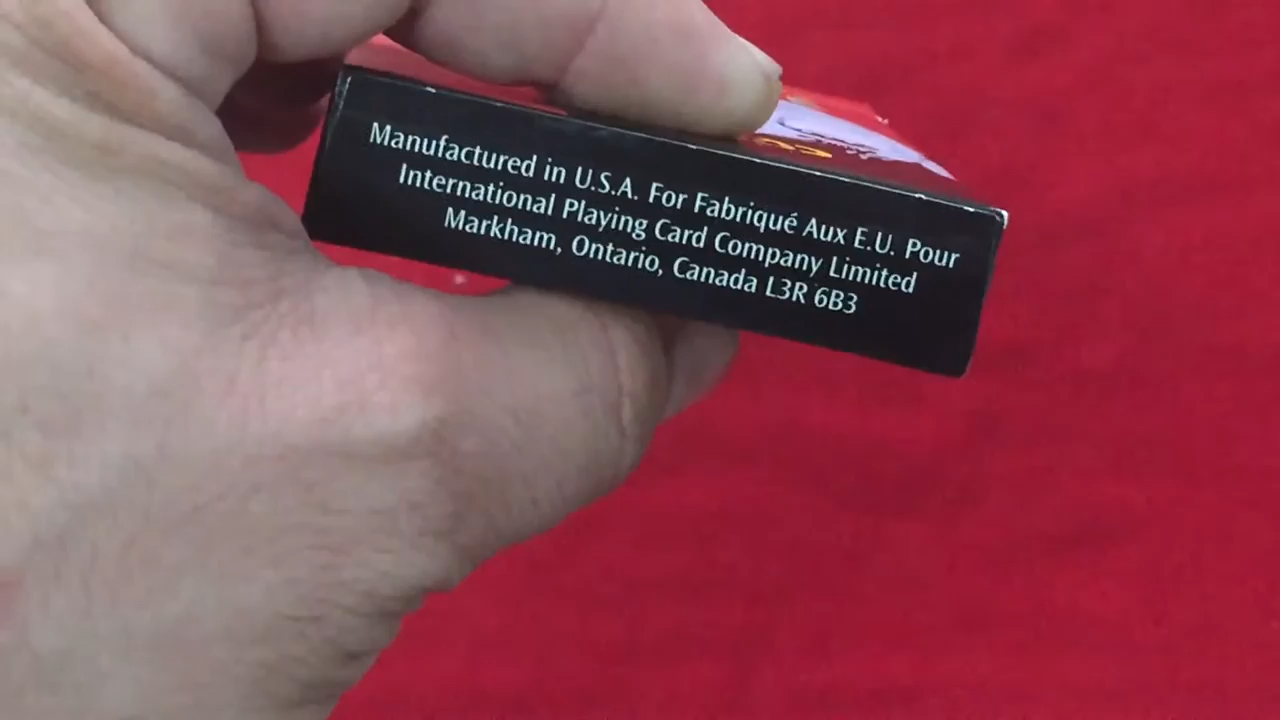 Manufactured in U.S.A. For Fabriqué Aux E.U. Pour
International Playing Card Company Limited
Markham, Ontario, Canada L3R 6B3